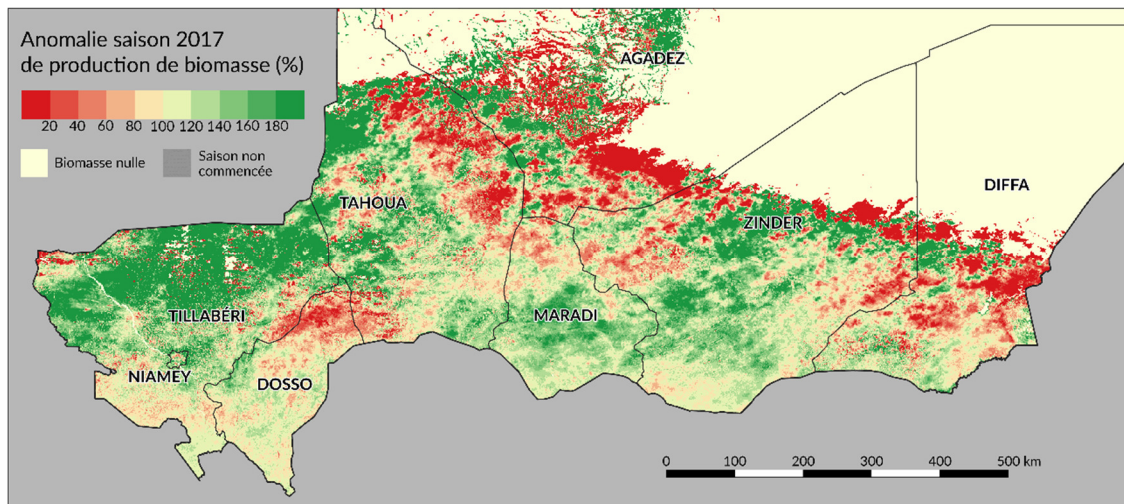 Anomalie saison 2017
de production de biomasse (%)
20 40 60 80 100 120 140 160 180
Biomasse nulle
Saison non
commencée
AGADEZ
DIFFA
TAHOUA
ZINDER
TILLABÉRI
MARADI
NIAMEY
DOSSO
0 100 200 300 400 500 km